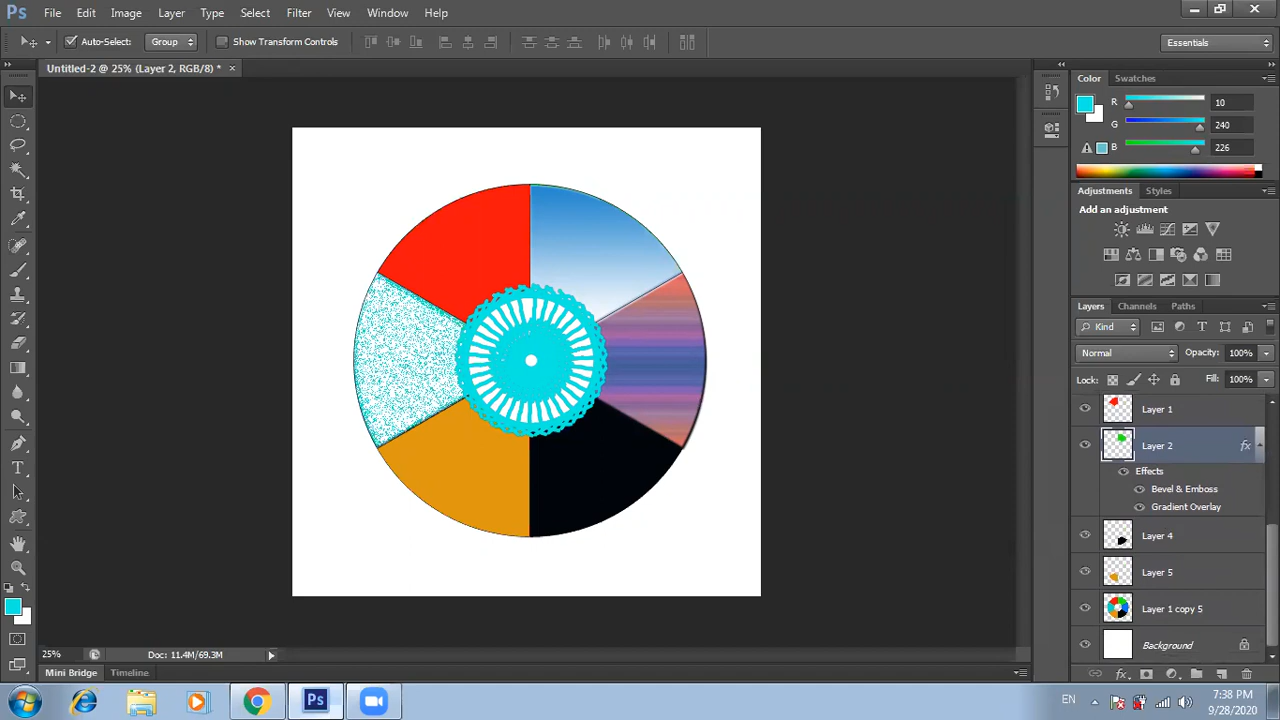 Ps File Edit Image Layer Type Select Filter View Window Help
Auto-Select: Group Show Transform Controls Essentials
Untitled-2 @ 25% (Layer 2, RGB/8) * ×
Color Swatches
R 10
G 240
B 226
Adjustments Styles
Add an adjustment
Layers Channels Paths
Kind
Normal Opacity: 100%
Lock: Fill: 100%
Layer 1
Layer 2 fx
Effects
Bevel & Emboss
Gradient Overlay
Layer 4
Layer 5
Layer 1 copy 5
Background
25% Doc: 11.4M/69.3M
Mini Bridge Timeline
Ps EN 7:38 PM
9/28/2020